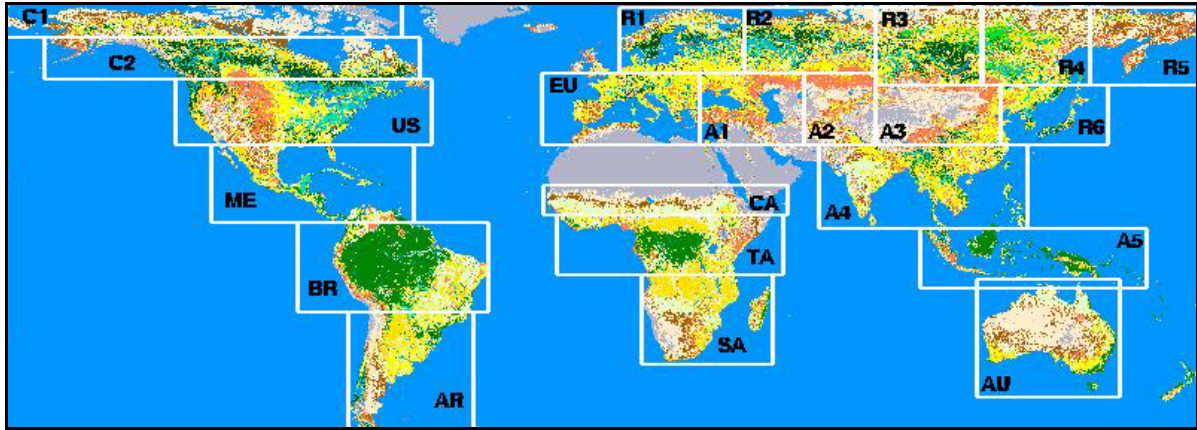 C1
R1 R2 R3
C2
R4 R5
EU
US
A1 A2 A3 R6
ME
CA
A4
TA
A5
BR
SA
AU
AR